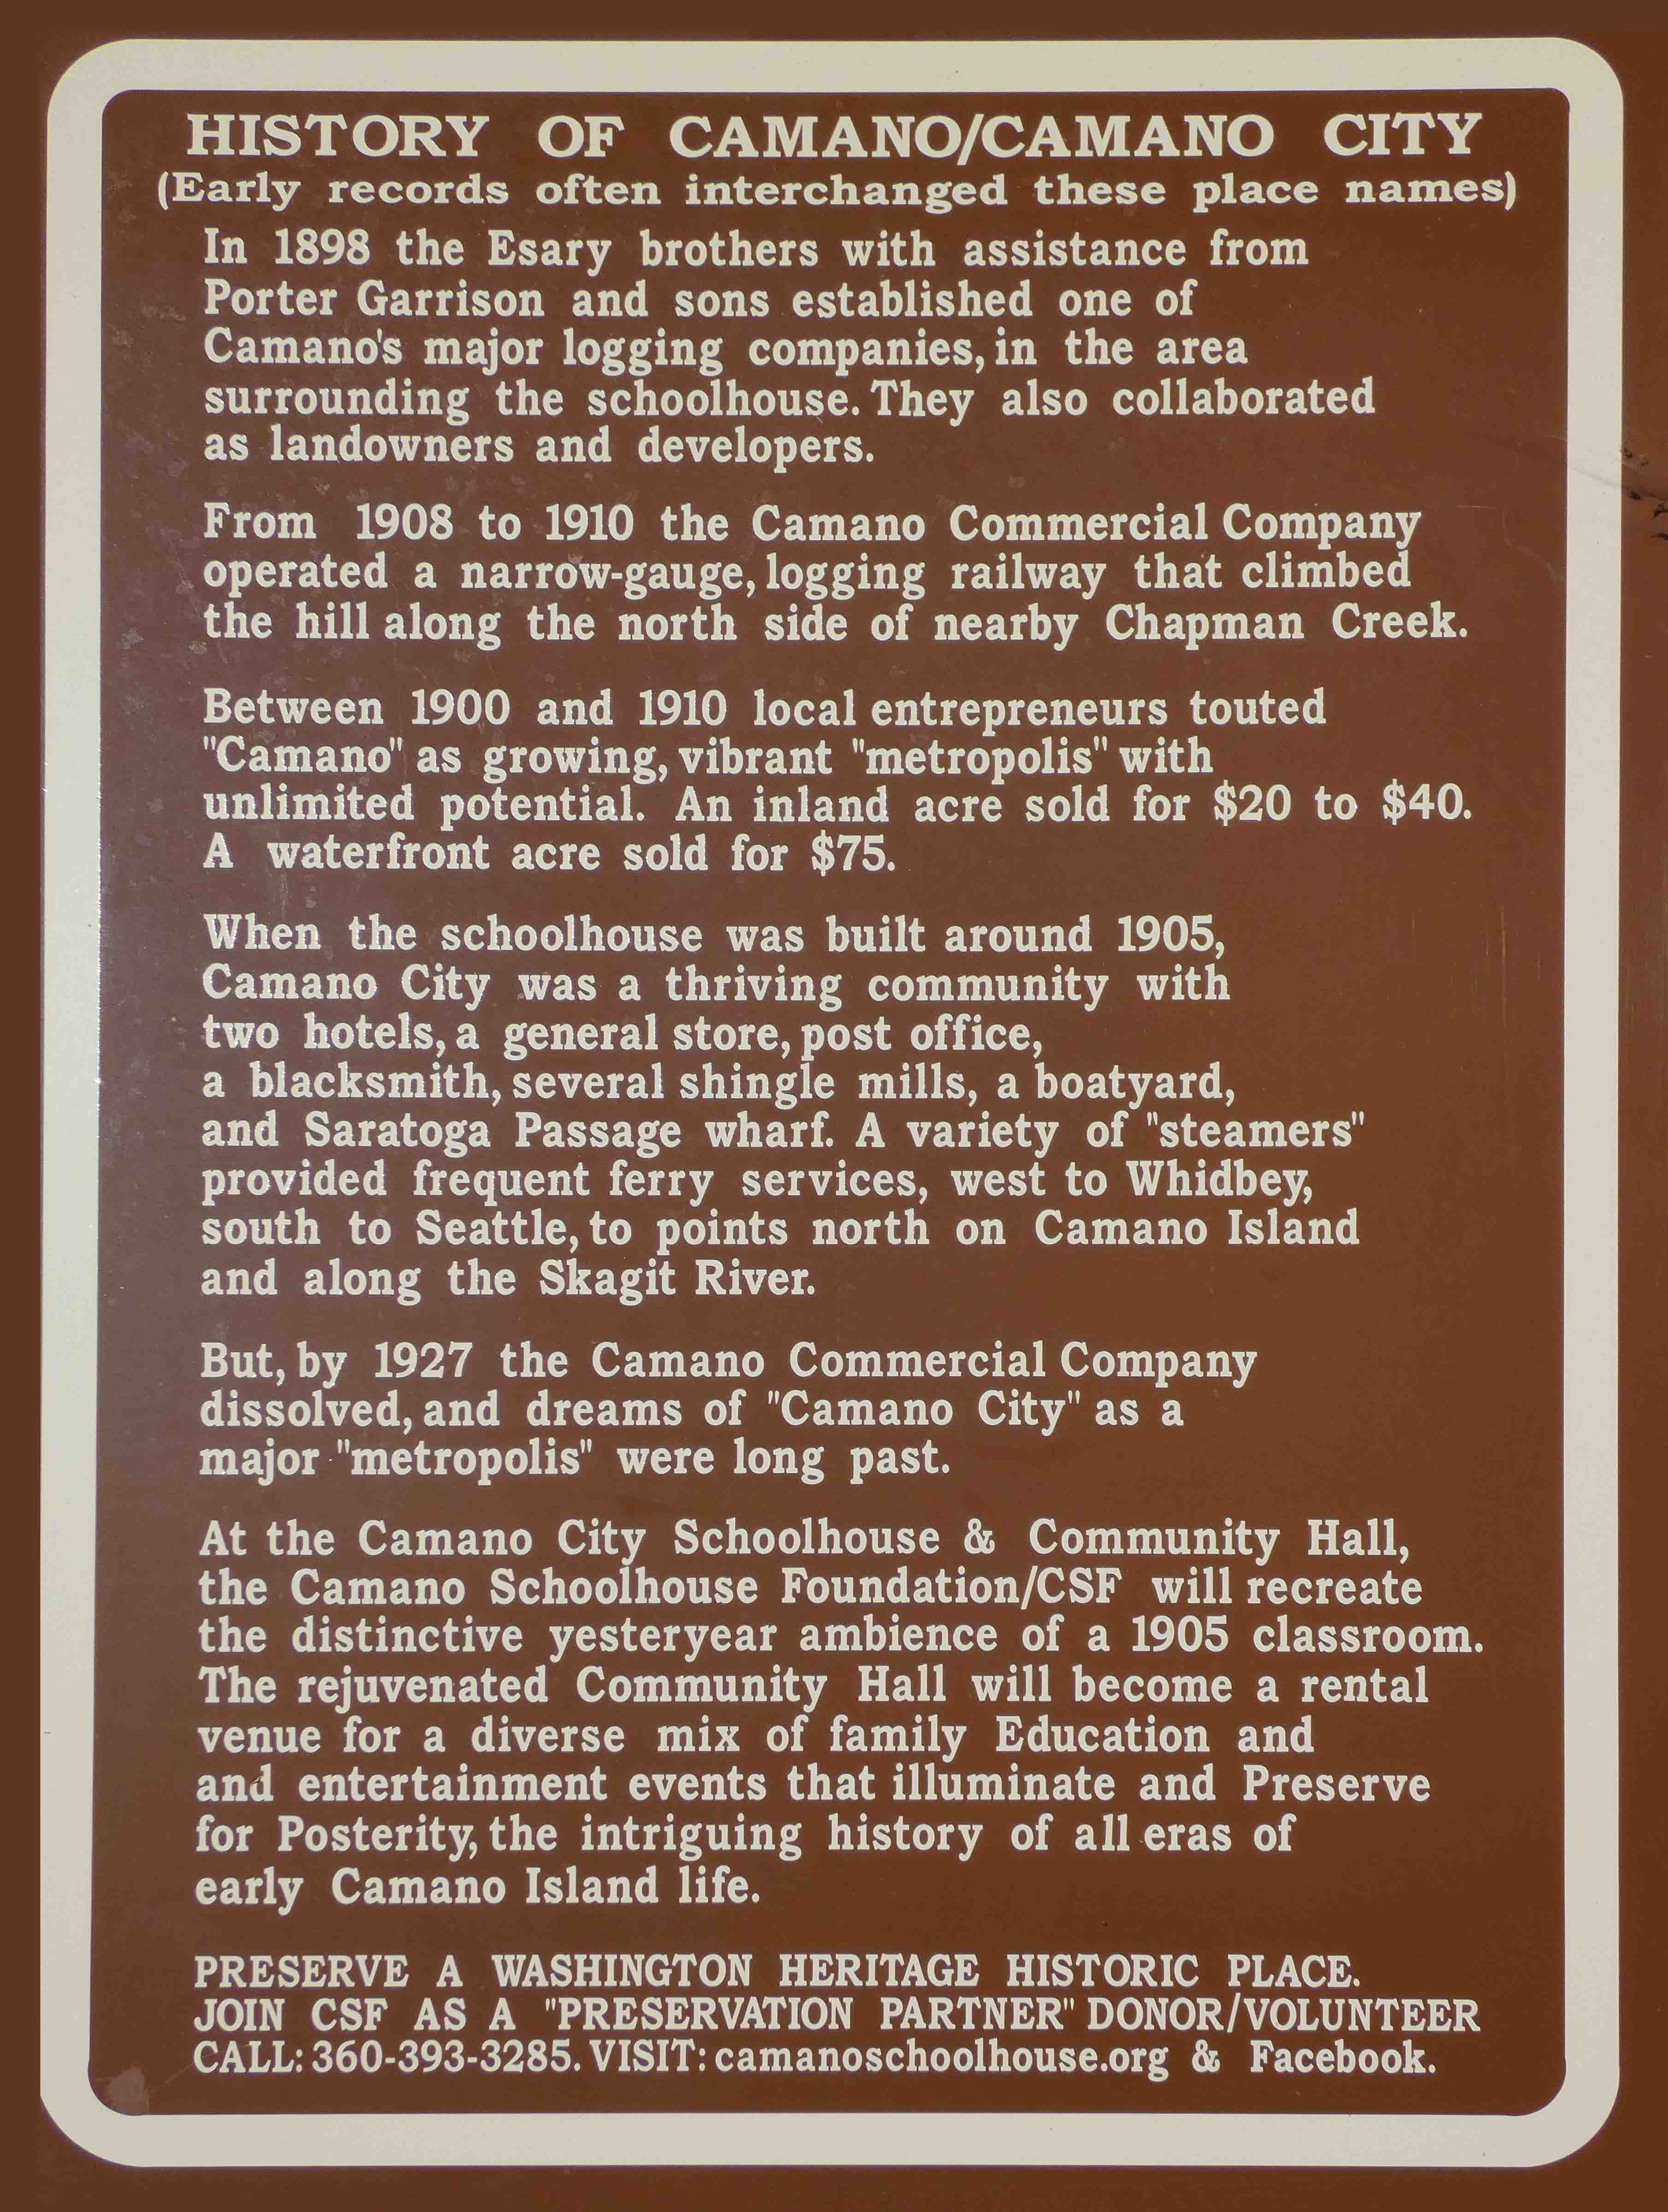 HISTORY OF CAMANO/CAMANO CITY
(Early records often interchanged these place names)
In 1898 the Esary brothers with assistance from
Porter Garrison and sons established one of
Camano's major logging companies, in the area
surrounding the schoolhouse. They also collaborated
as landowners and developers.
From 1908 to 1910 the Camano Commercial Company
operated a narrow-gauge, logging railway that climbed
the hill along the north side of nearby Chapman Creek.
Between 1900 and 1910 local entrepreneurs touted
"Camano" as growing, vibrant "metropolis" with
unlimited potential. An inland acre sold for $20 to $40.
A waterfront acre sold for $75.
When the schoolhouse was built around 1905,
Camano City was a thriving community with
two hotels, a general store, post office,
a blacksmith, several shingle mills, a boatyard,
and Saratoga Passage wharf. A variety of "steamers"
provided frequent ferry services, west to Whidbey,
south to Seattle, to points north on Camano Island
and along the Skagit River.
But, by 1927 the Camano Commercial Company
dissolved, and dreams of "Camano City" as a
major "metropolis" were long past.
At the Camano City Schoolhouse & Community Hall,
the Camano Schoolhouse Foundation/CSF will recreate
the distinctive yesteryear ambience of a 1905 classroom.
The rejuvenated Community Hall will become a rental
venue for a diverse mix of family Education and
and entertainment events that illuminate and Preserve
for Posterity, the intriguing history of all eras of
early Camano Island life.
PRESERVE A WASHINGTON HERITAGE HISTORIC PLACE.
JOIN CSF AS A "PRESERVATION PARTNER" DONOR/VOLUNTEER
CALL: 360-393-3285. VISIT: camanoschoolhouse.org & Facebook.